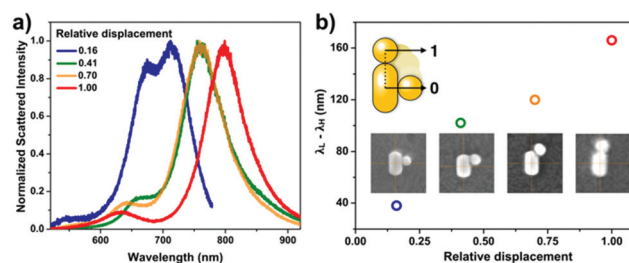 a)
Relative displacement
0.16
0.41
0.70
1.00
Normalized Scattered Intensity
1.0
0.8
0.6
0.4
0.2
0.0
600 700 800 900
Wavelength (nm)
b)
λL - λH (nm)
160
120
80
40
1
0
0.00 0.25 0.50 0.75 1.00
Relative displacement